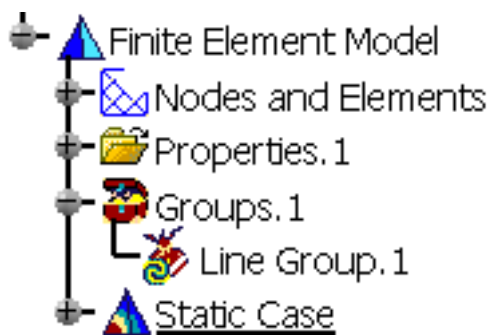 Finite Element Model
Nodes and Elements
Properties.1
Groups.1
Line Group.1
Static Case